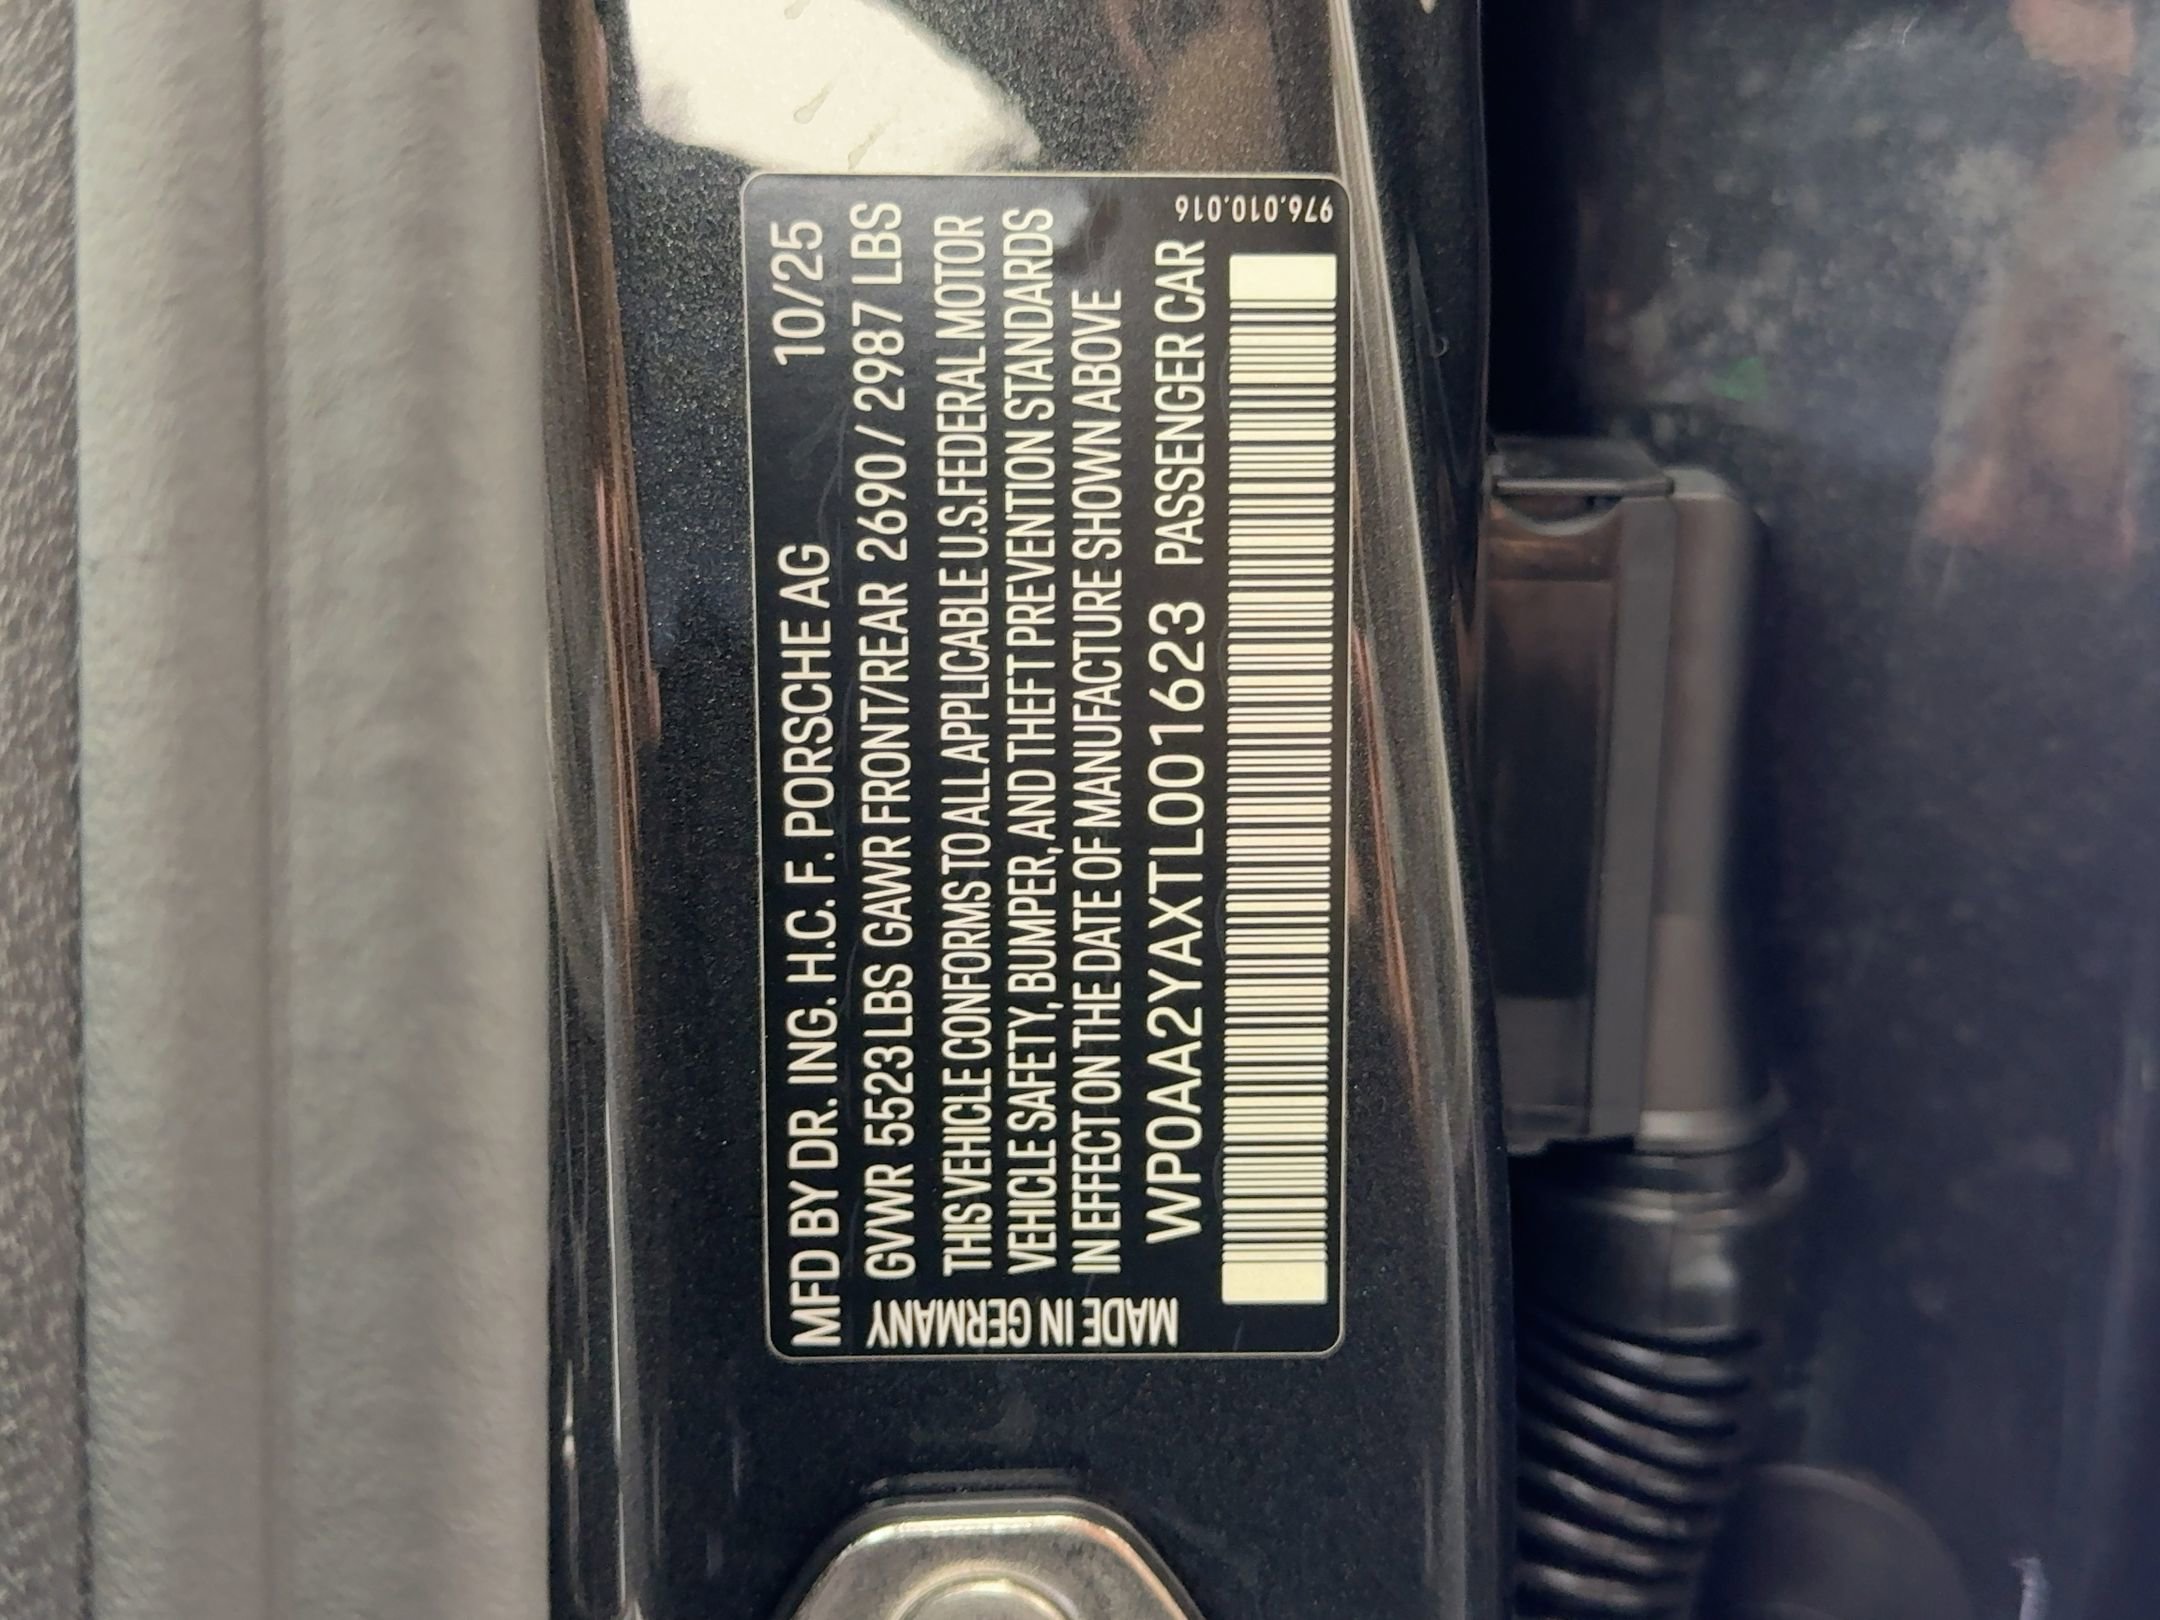 MFD BY DR. ING. H.C. F. PORSCHE AG 10/25
GVWR 5523 LBS GAWR FRONT/REAR 2690 / 2987 LBS
THIS VEHICLE CONFORMS TO ALL APPLICABLE U.S. FEDERAL MOTOR
VEHICLE SAFETY, BUMPER, AND THEFT PREVENTION STANDARDS
IN EFFECT ON THE DATE OF MANUFACTURE SHOWN ABOVE
WP0AA2YAXTL001623 PASSENGER CAR
MADE IN GERMANY
976.010.016